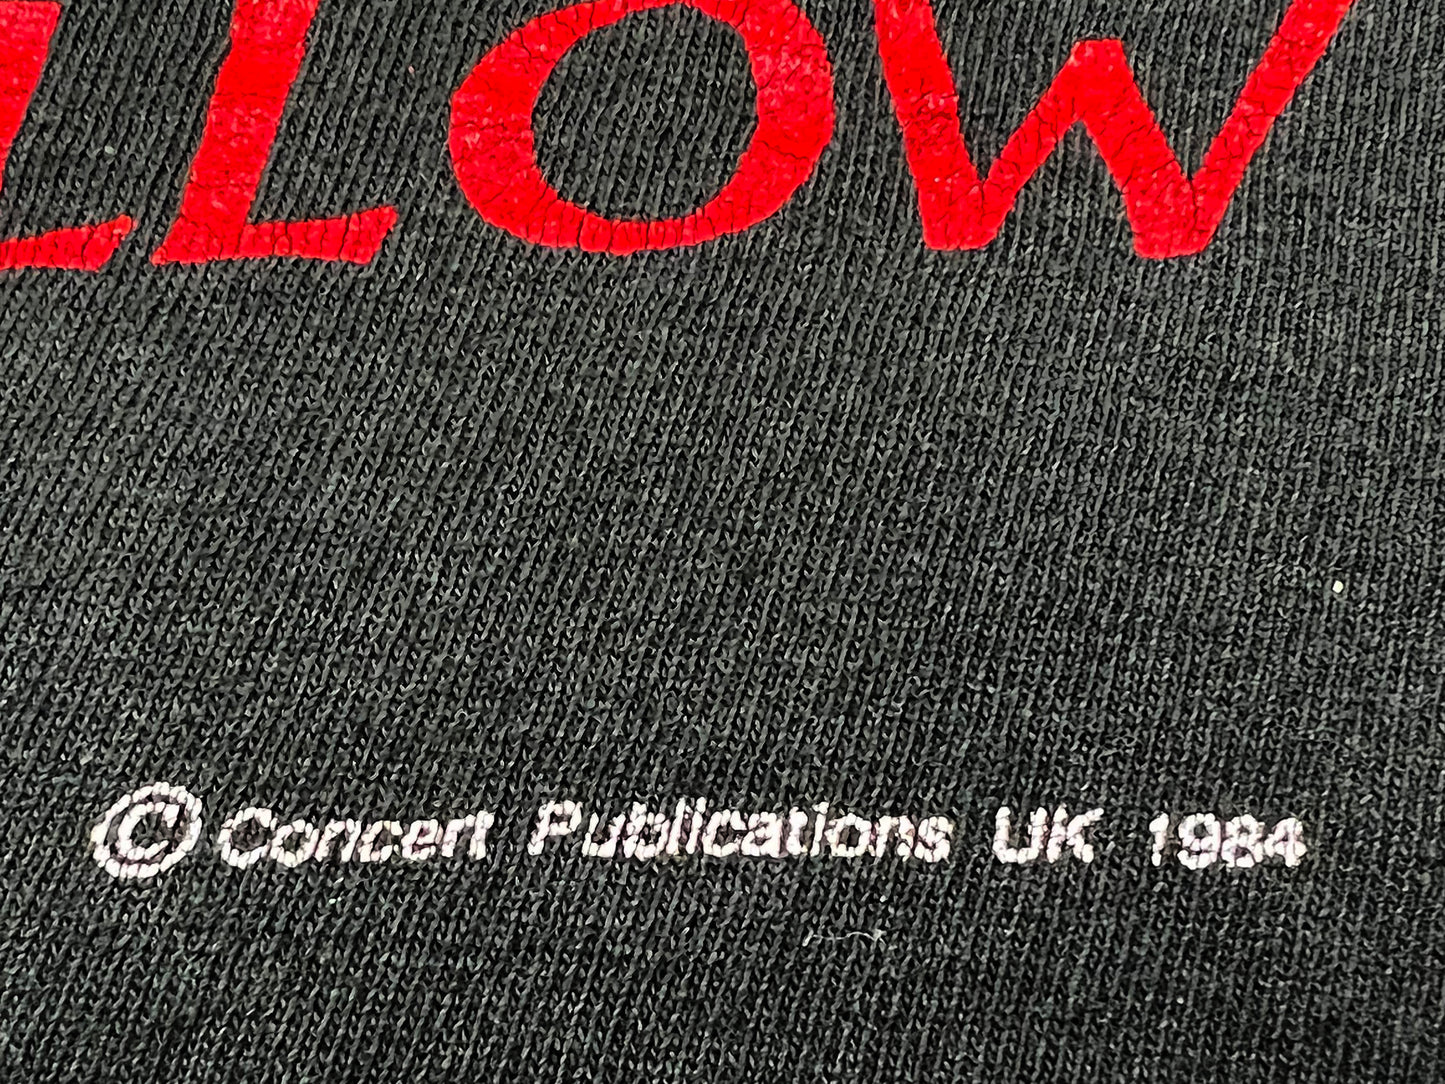 LLOW
© Concert Publications UK 1984